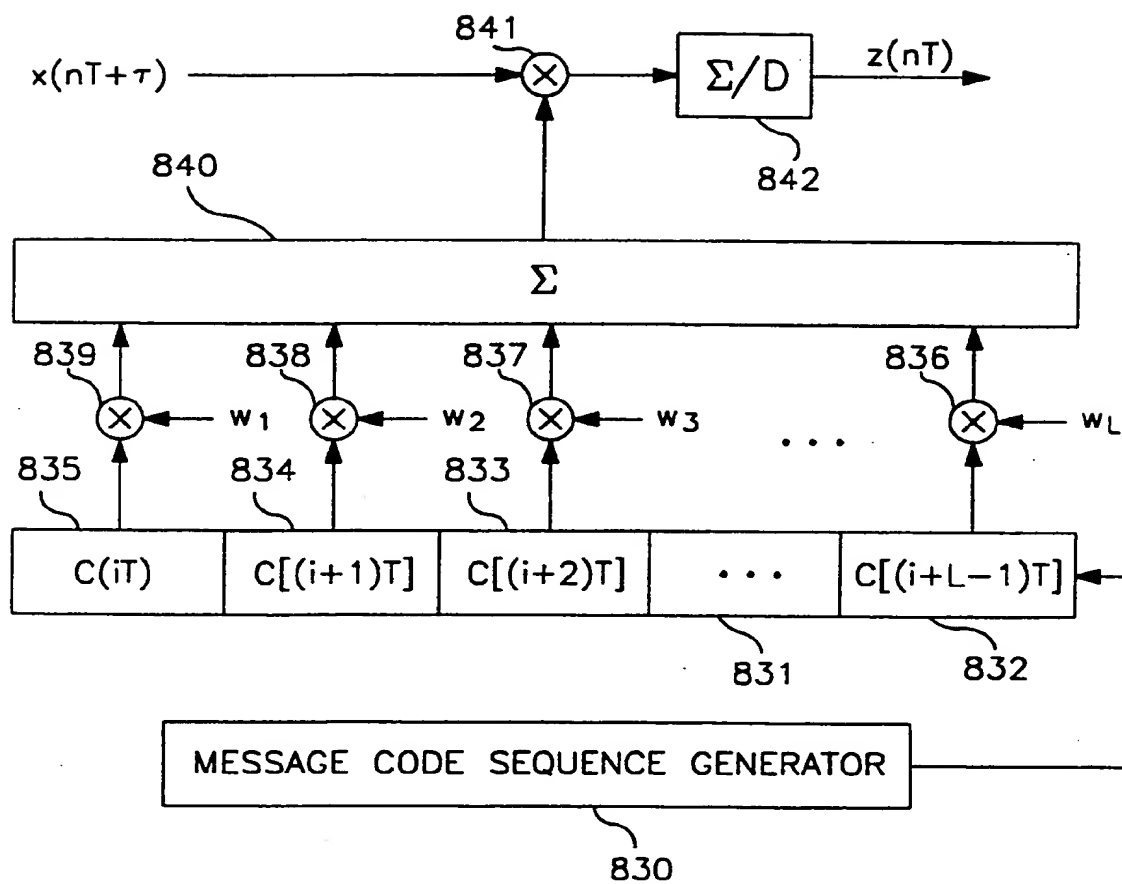 841
x(nT+τ)
Σ/D
z(nT)
842
840
Σ
839
838
837
836
w1
w2
w3
...
wL
835
834
833
C(iT)
C[(i+1)T]
C[(i+2)T]
...
C[(i+L-1)T]
831
832
MESSAGE CODE SEQUENCE GENERATOR
830